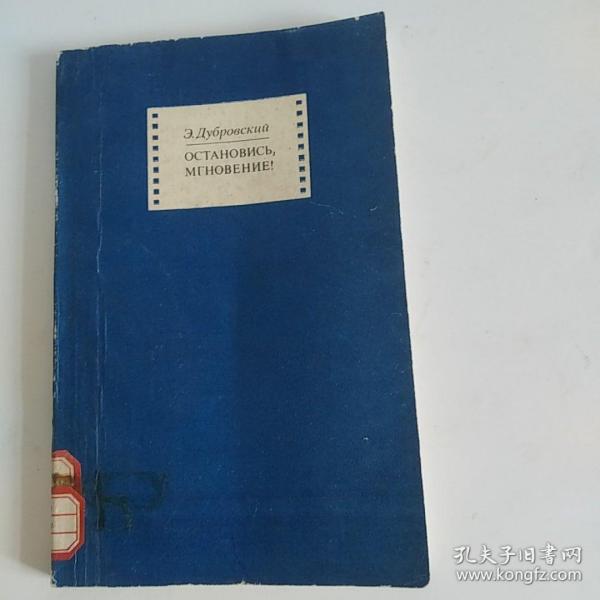 Э. Дубровский
ОСТАНОВИСЬ,
МГНОВЕНИЕ!
孔夫子旧书网
www.kongfz.com